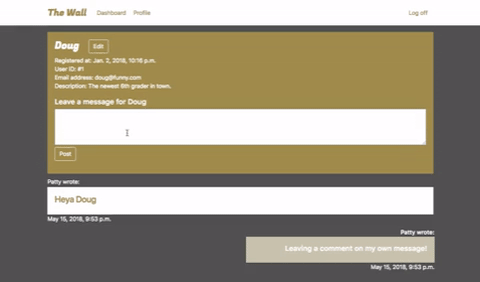 The Wall Dashboard Profile Log off
Doug Edit
Registered at: Jan. 2, 2018, 10:16 p.m.
User ID: #1
Email address: doug@funny.com
Description: The newest 6th grader in town.
Leave a message for Doug
Post
Patty wrote:
Heya Doug
May 15, 2018, 9:53 p.m.
Patty wrote:
Leaving a comment on my own message!
May 15, 2018, 9:53 p.m.